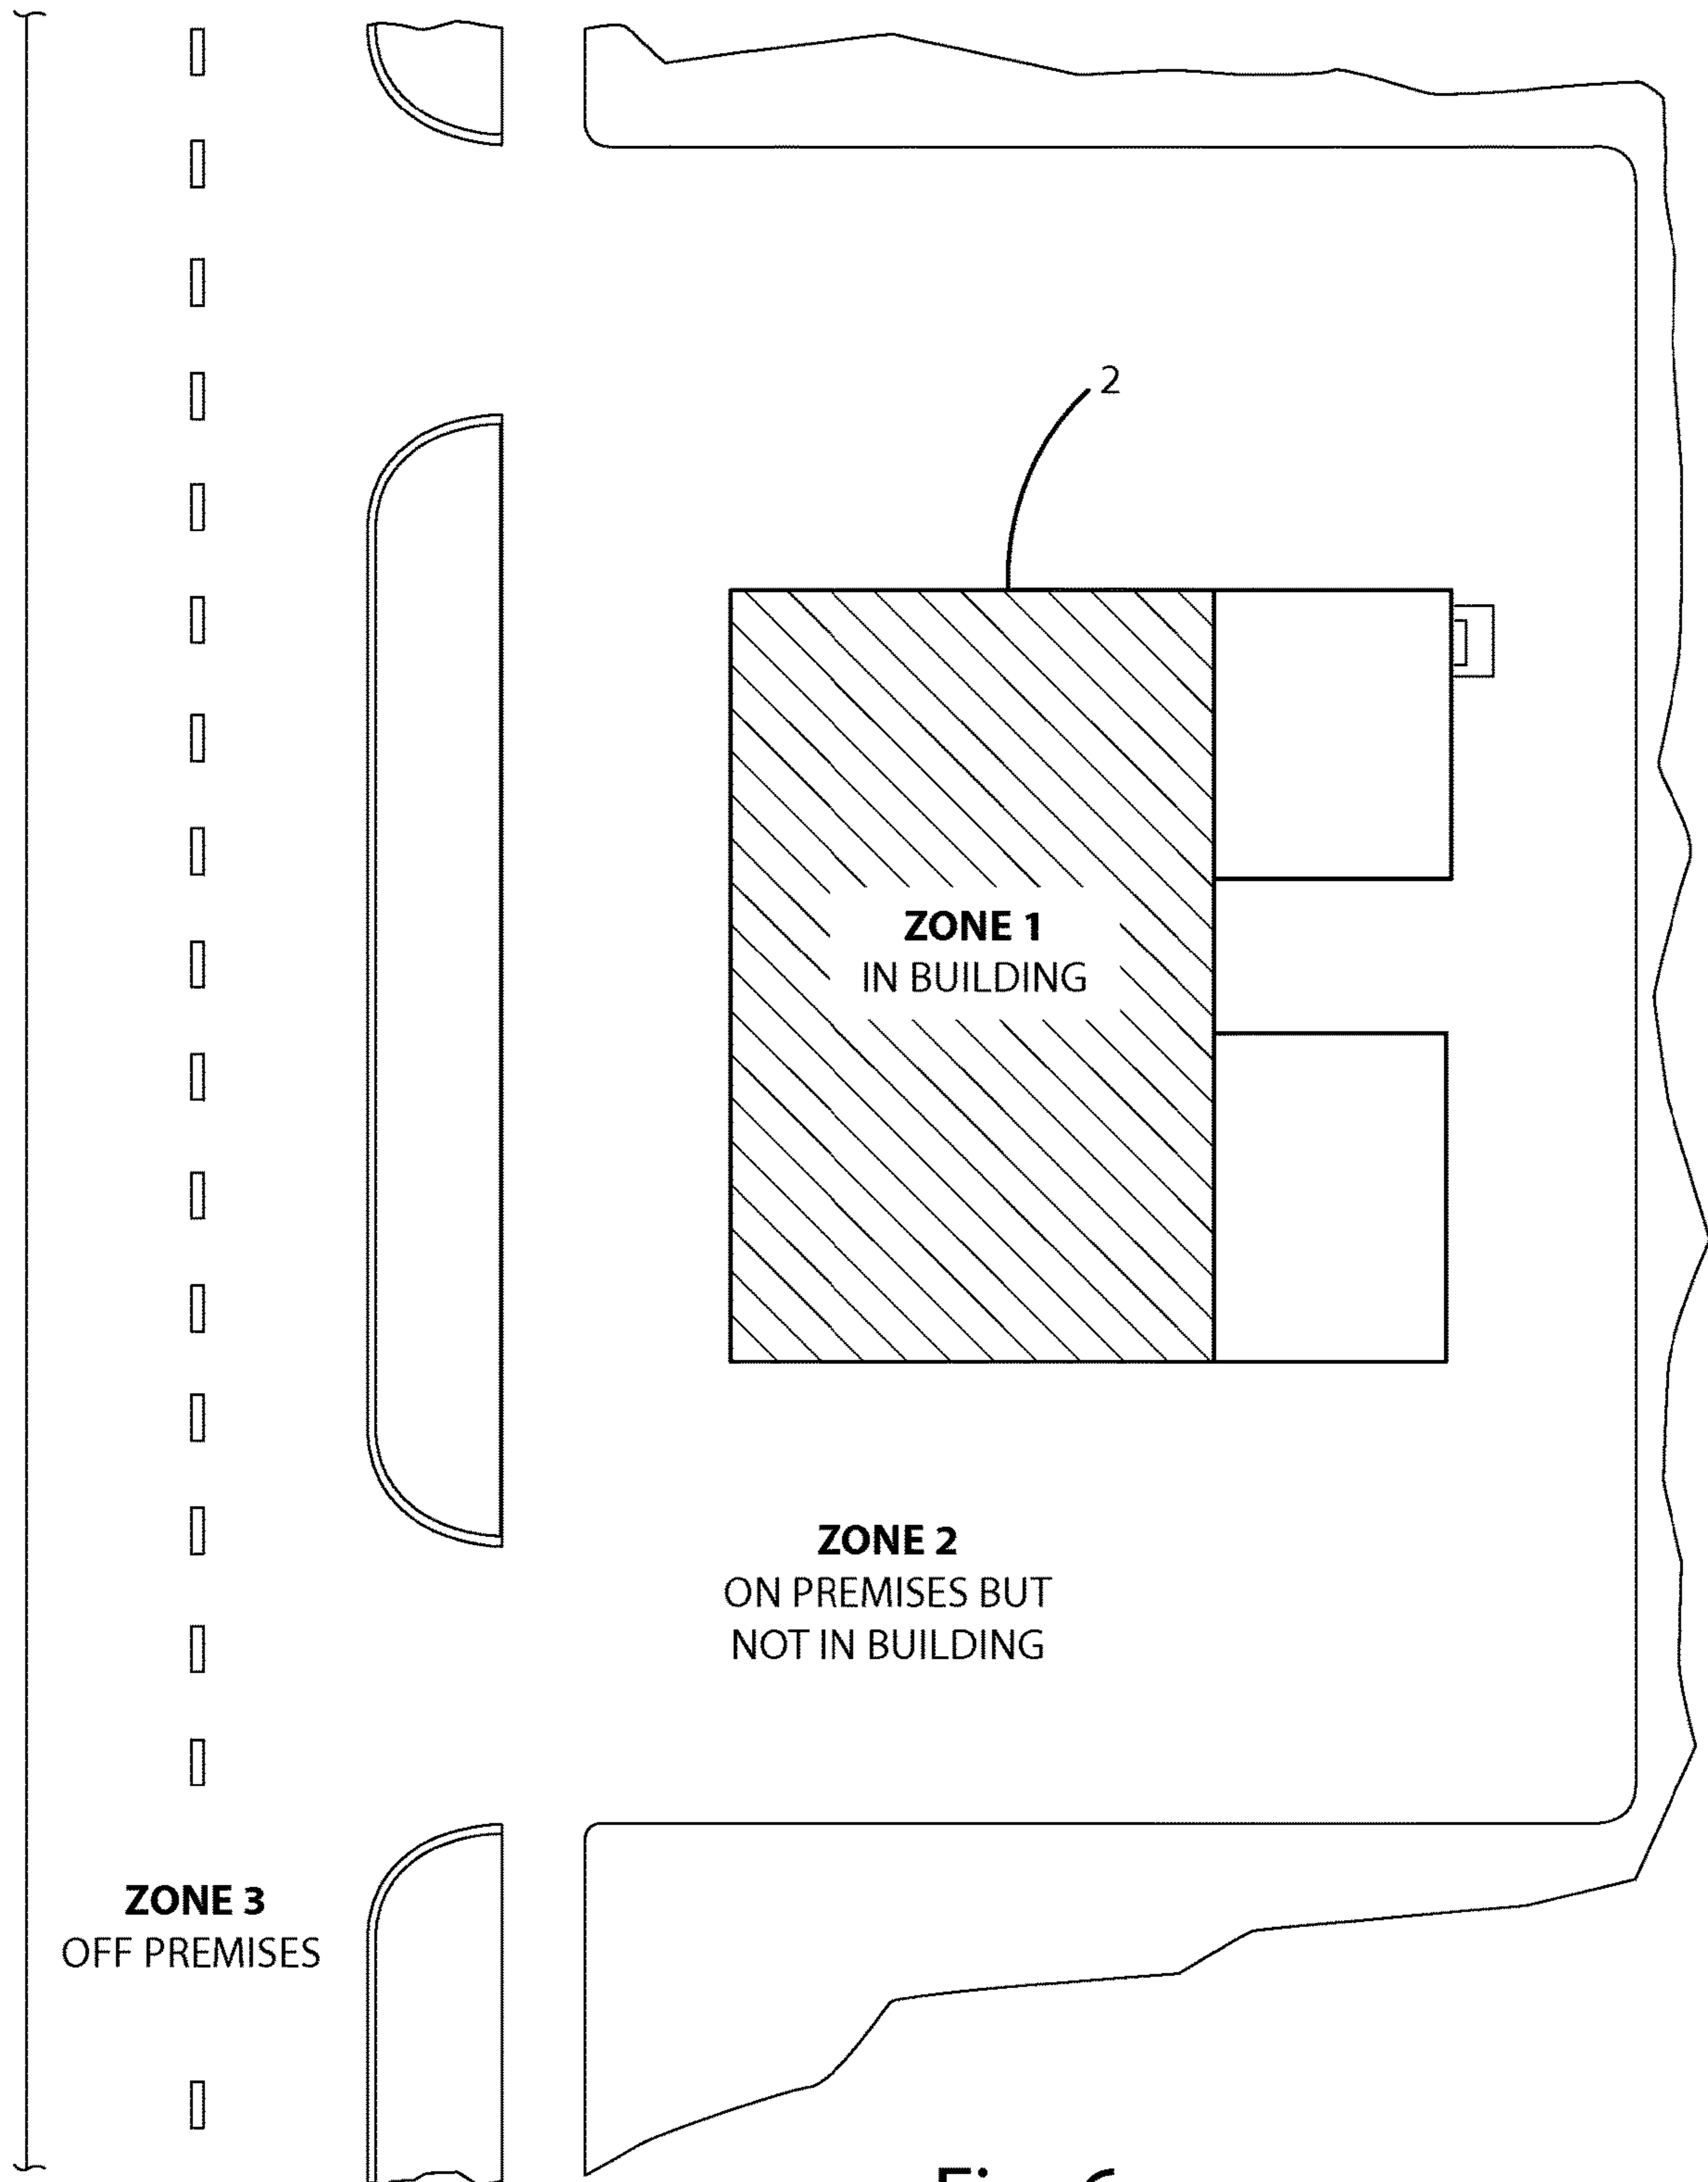 2
ZONE 1
IN BUILDING
ZONE 2
ON PREMISES BUT
NOT IN BUILDING
ZONE 3
OFF PREMISES